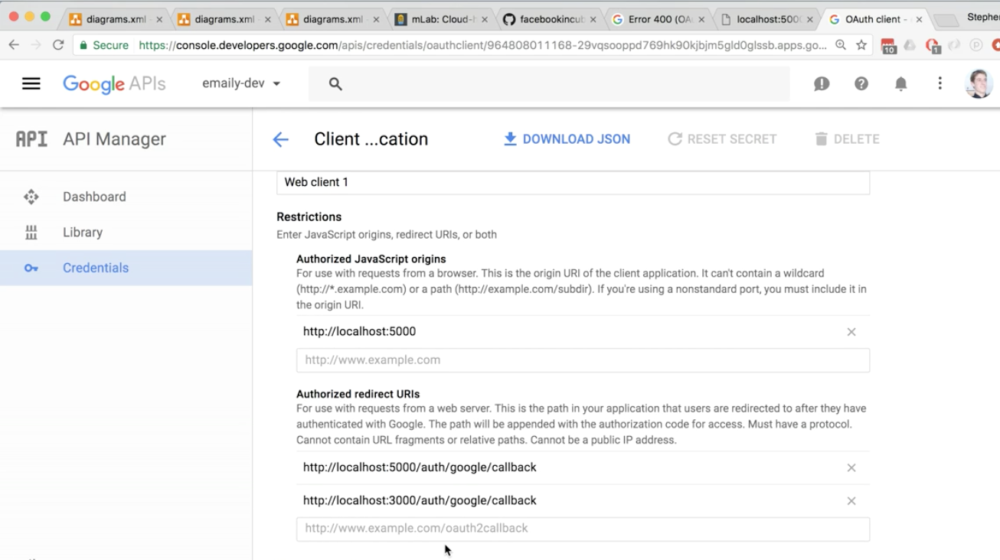 diagrams.xml
diagrams.xml
diagrams.xml
mLab: Cloud-h
facebookincub
Error 400 (OA
localhost:5000
OAuth client -
Stephe
Secure https://console.developers.google.com/apis/credentials/oauthclient/964808011168-29vqsooppd769hk90kjbjm5gld0glssb.apps.go...
10
1
Google APIs
emaily-dev
API API Manager
Client ...cation
DOWNLOAD JSON
RESET SECRET
DELETE
Dashboard
Library
Credentials
Web client 1
Restrictions
Enter JavaScript origins, redirect URIs, or both
Authorized JavaScript origins
For use with requests from a browser. This is the origin URI of the client application. It can't contain a wildcard
(http://*.example.com) or a path (http://example.com/subdir). If you're using a nonstandard port, you must include it in
the origin URI.
http://localhost:5000
http://www.example.com
Authorized redirect URIs
For use with requests from a web server. This is the path in your application that users are redirected to after they have
authenticated with Google. The path will be appended with the authorization code for access. Must have a protocol.
Cannot contain URL fragments or relative paths. Cannot be a public IP address.
http://localhost:5000/auth/google/callback
http://localhost:3000/auth/google/callback
http://www.example.com/oauth2callback